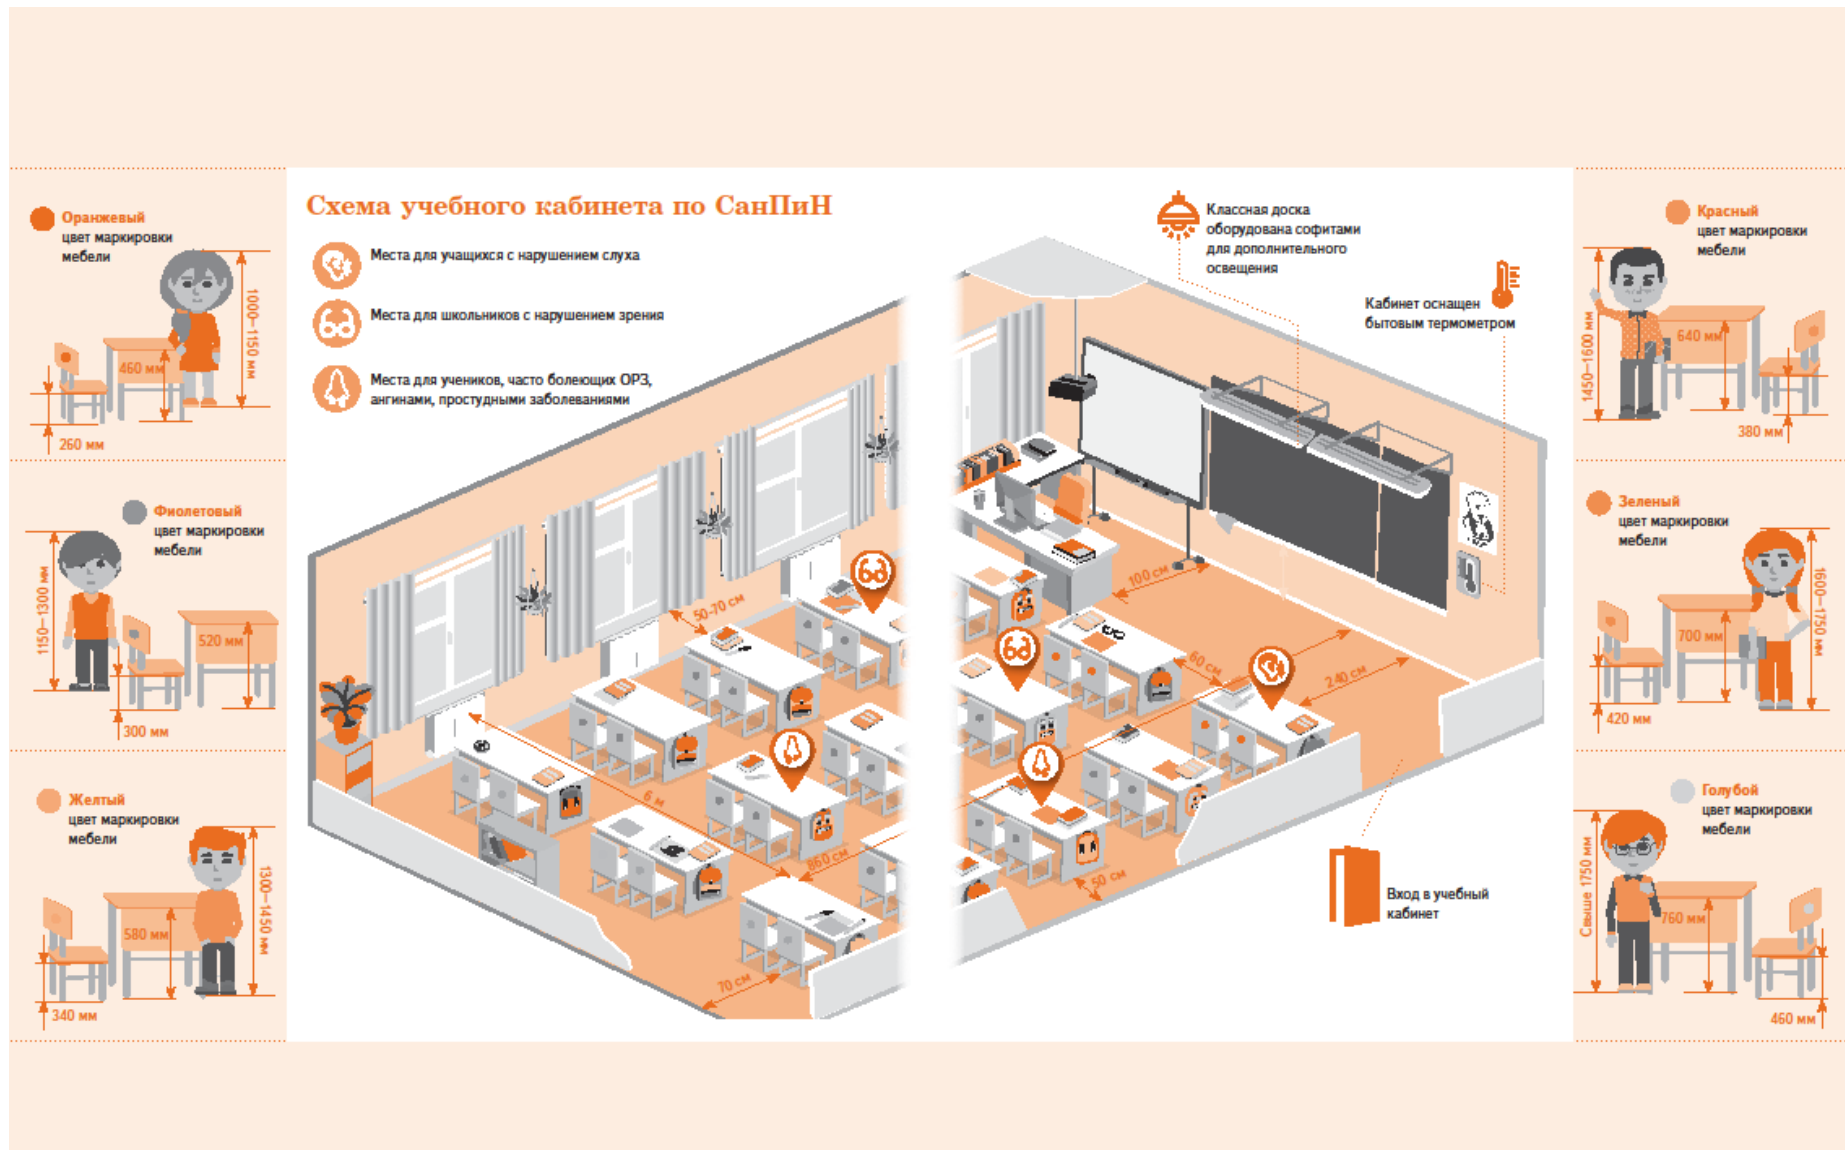 Схема учебного кабинета по СанПиН
Места для учащихся с нарушением слуха
Места для школьников с нарушением зрения
Места для учеников, часто болеющих ОРЗ,
ангинами, простудными заболеваниями
Оранжевый
цвет маркировки
мебели
1000–1150 мм
460 мм
260 мм
Фиолетовый
цвет маркировки
мебели
1150–1300 мм
520 мм
300 мм
Желтый
цвет маркировки
мебели
1300–1450 мм
580 мм
340 мм
50-70 см
6 м
860 см
70 см
Классная доска
оборудована софитами
для дополнительного
освещения
Кабинет оснащен
бытовым термометром
100 см
60 см
240 см
50 см
Вход в учебный
кабинет
Красный
цвет маркировки
мебели
1450–1600 мм
640 мм
380 мм
Зеленый
цвет маркировки
мебели
1600–1750 мм
700 мм
420 мм
Голубой
цвет маркировки
мебели
Свыше 1750 мм
760 мм
460 мм